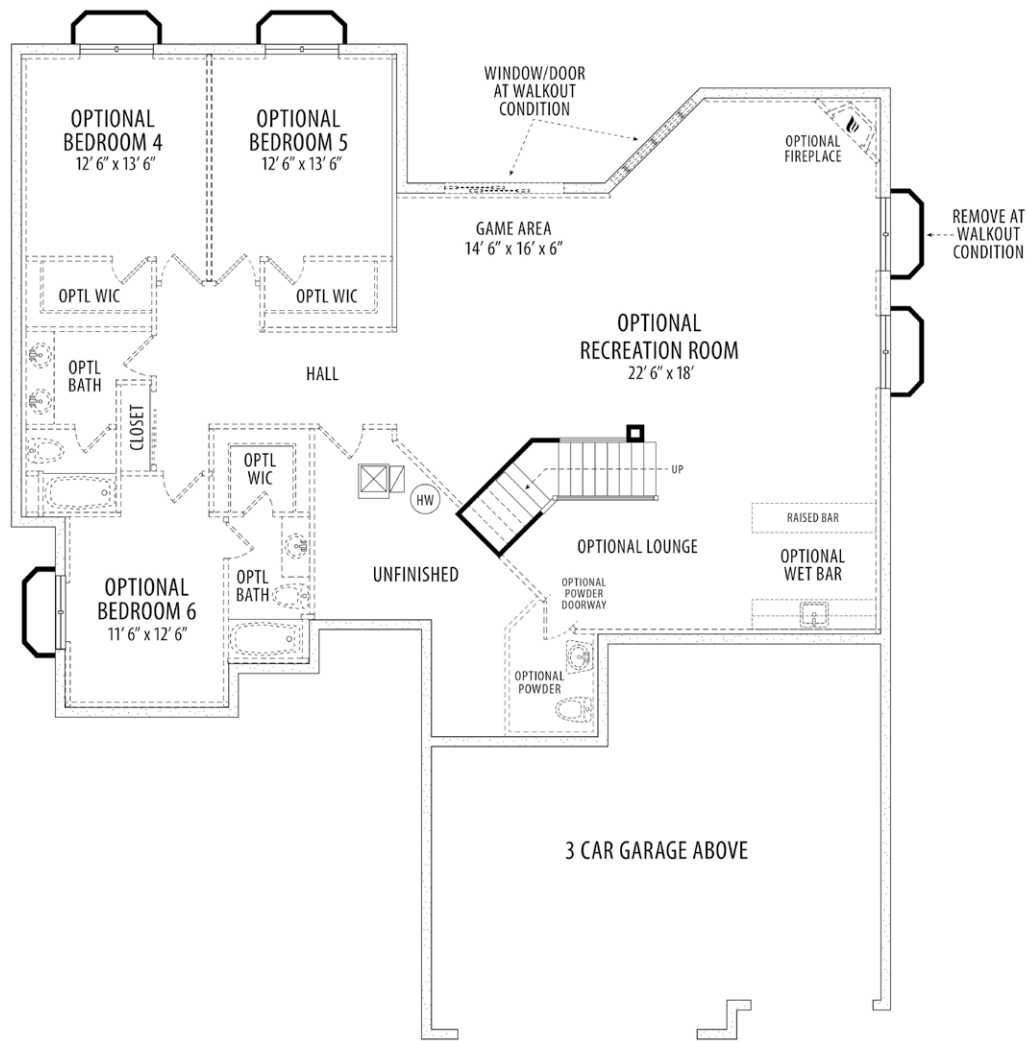 WINDOW/DOOR
AT WALKOUT
CONDITION
OPTIONAL
BEDROOM 4
12' 6" x 13' 6"
OPTIONAL
BEDROOM 5
12' 6" x 13' 6"
OPTIONAL
FIREPLACE
GAME AREA
14' 6" x 16' x 6"
REMOVE AT
WALKOUT
CONDITION
OPTL WIC
OPTL WIC
OPTIONAL
RECREATION ROOM
22' 6" x 18'
HALL
OPTL
BATH
CLOSET
OPTL
WIC
UP
HW
RAISED BAR
OPTIONAL LOUNGE
OPTIONAL
WET BAR
UNFINISHED
OPTIONAL
POWDER
DOORWAY
OPTL
BATH
OPTIONAL
BEDROOM 6
11' 6" x 12' 6"
OPTIONAL
POWDER
3 CAR GARAGE ABOVE